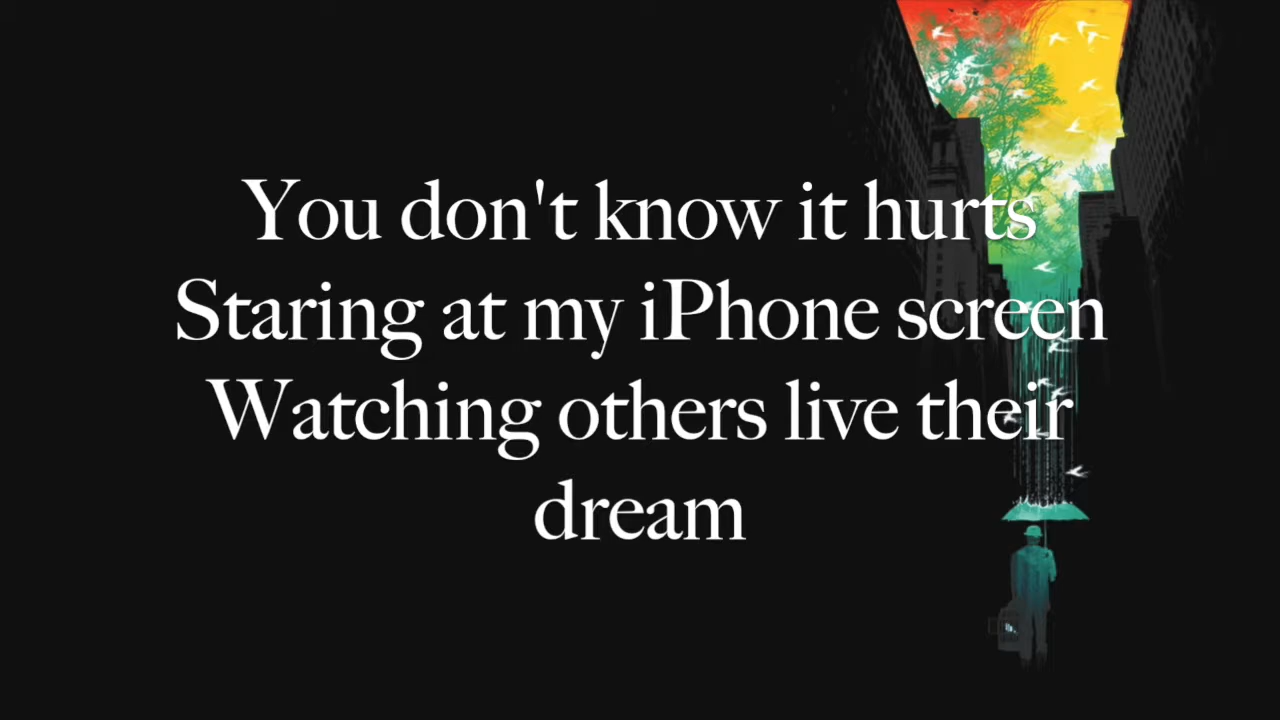 You don't know it hurts
Staring at my iPhone screen
Watching others live their
dream